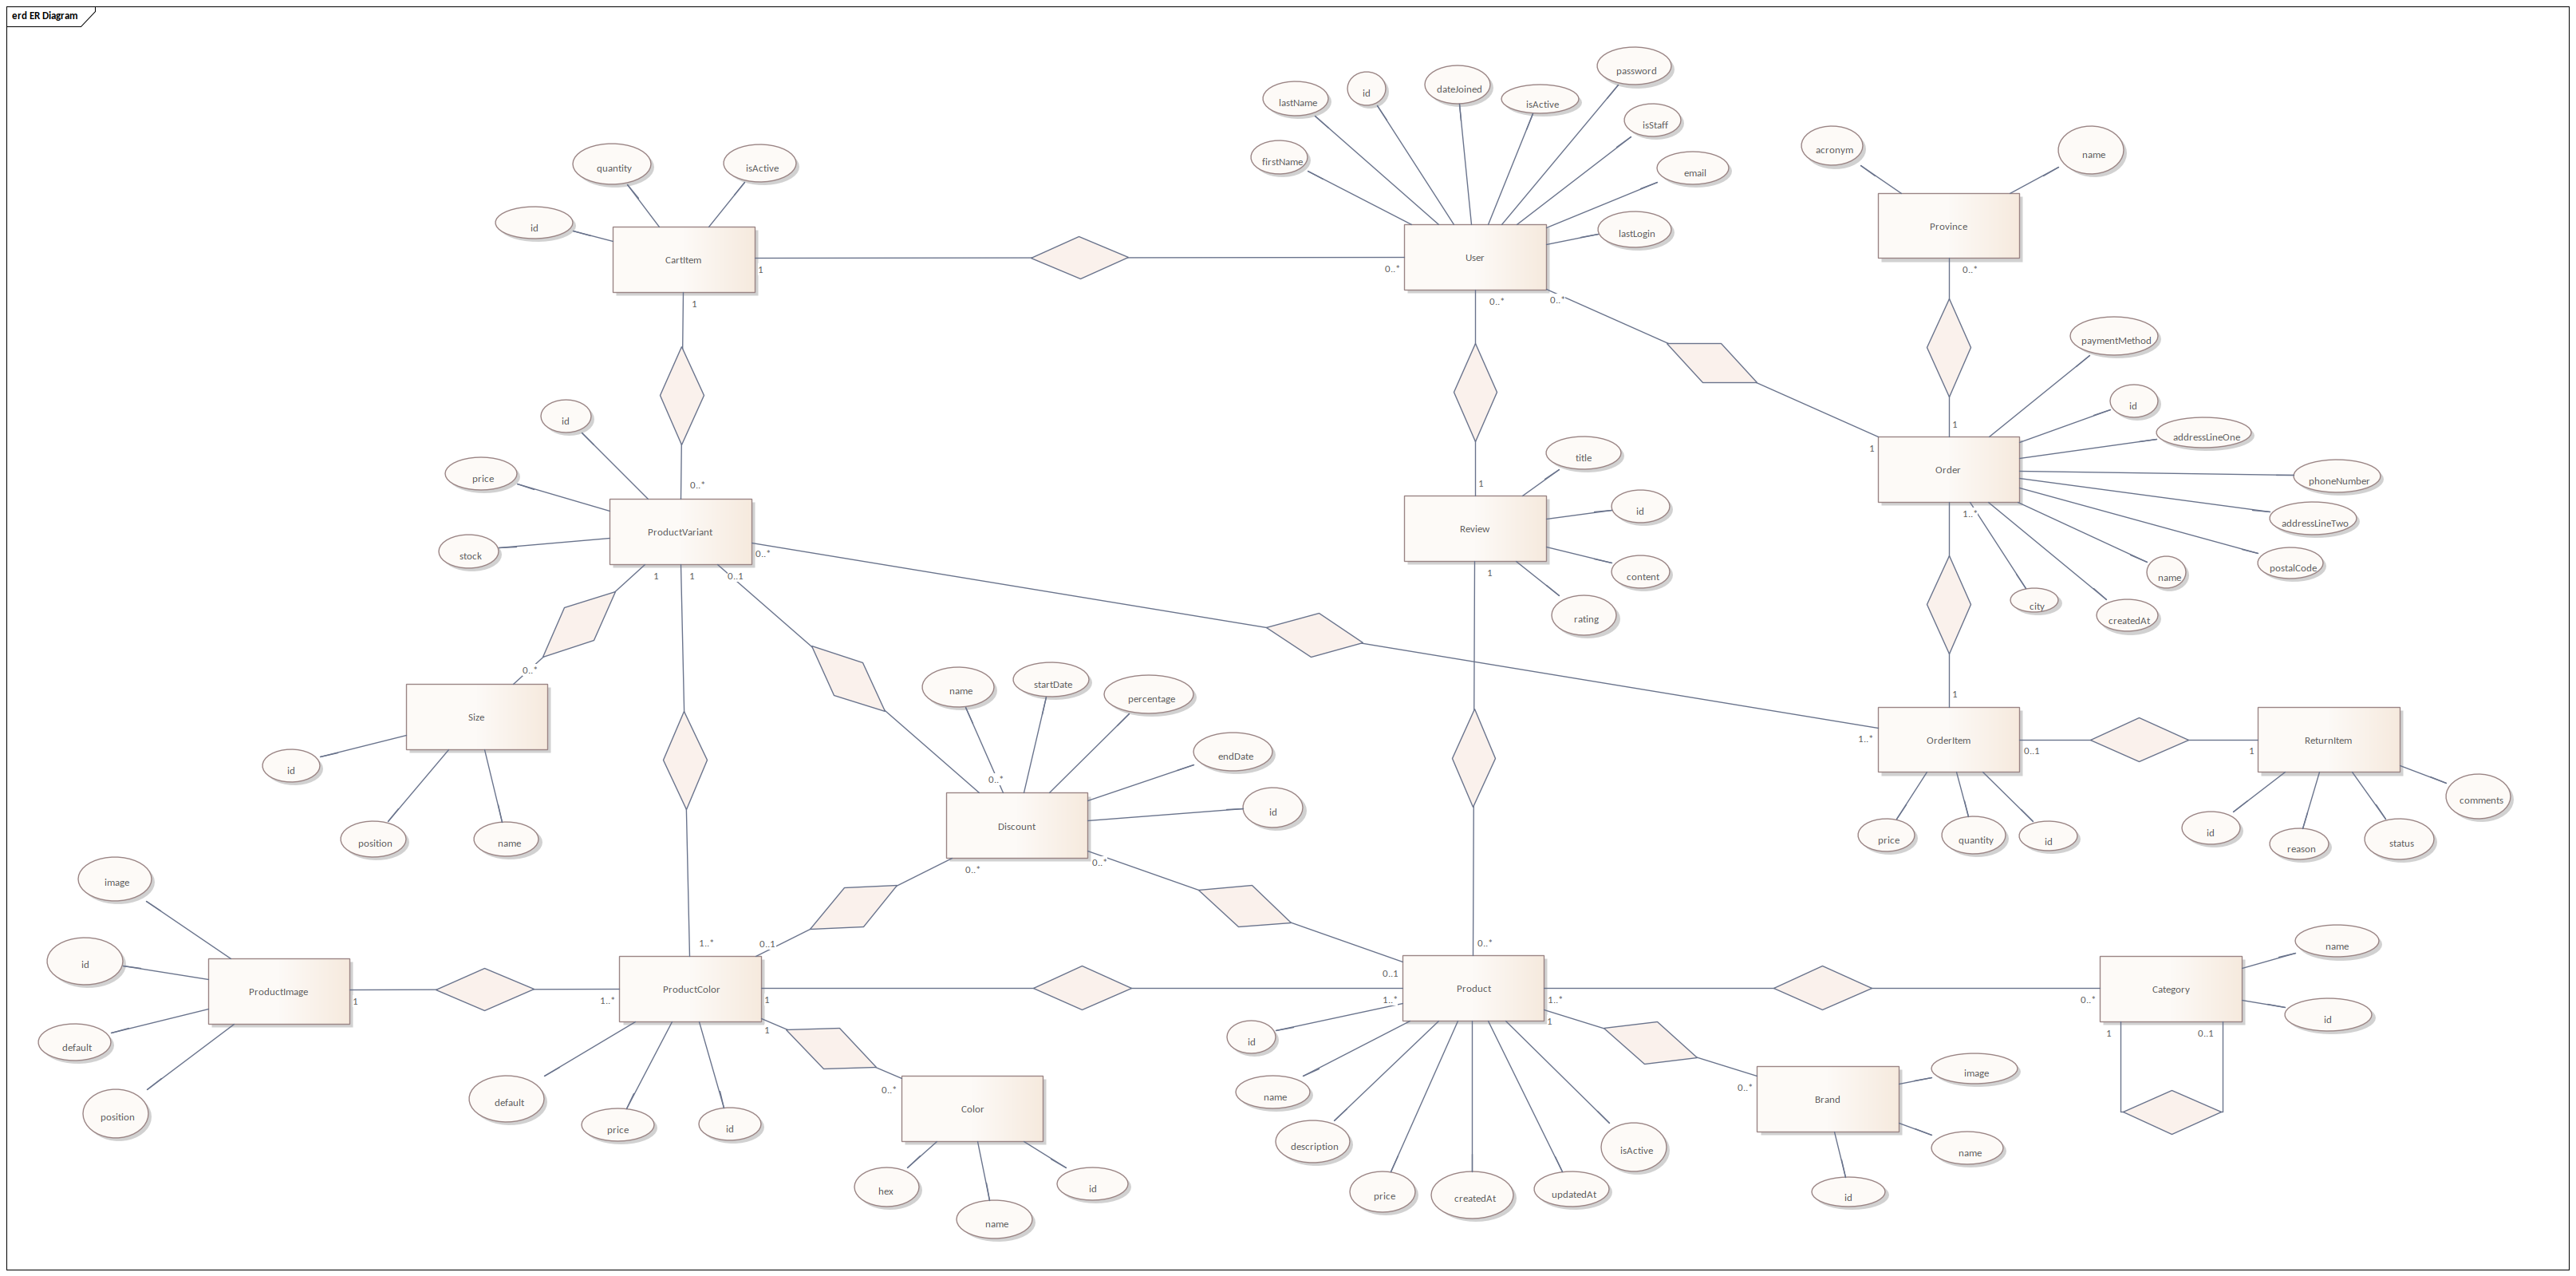 erd ER Diagram
password
lastName
id
dateJoined
isActive
isStaff
firstName
email
lastLogin
User
0..*
0..*
0..*
quantity
isActive
id
CartItem
1
1
acronym
name
Province
0..*
paymentMethod
id
addressLineOne
phoneNumber
addressLineTwo
postalCode
name
createdAt
city
Order
1
1
1..*
id
price
stock
ProductVariant
0..*
0..*
1
1
0..1
title
id
content
rating
Review
1
1
0..*
Size
id
position
name
name
startDate
percentage
endDate
id
0..*
Discount
0..*
0..*
1
1..*
OrderItem
0..1
price
quantity
id
1
ReturnItem
id
reason
status
comments
image
id
default
position
ProductImage
1
1..*
0..1
1..*
ProductColor
1
1
default
price
id
0..*
Color
hex
name
id
0..*
0..1
1..*
Product
1..*
1
id
name
description
price
createdAt
updatedAt
isActive
0..*
Brand
image
name
id
0..*
Category
name
id
1
0..1